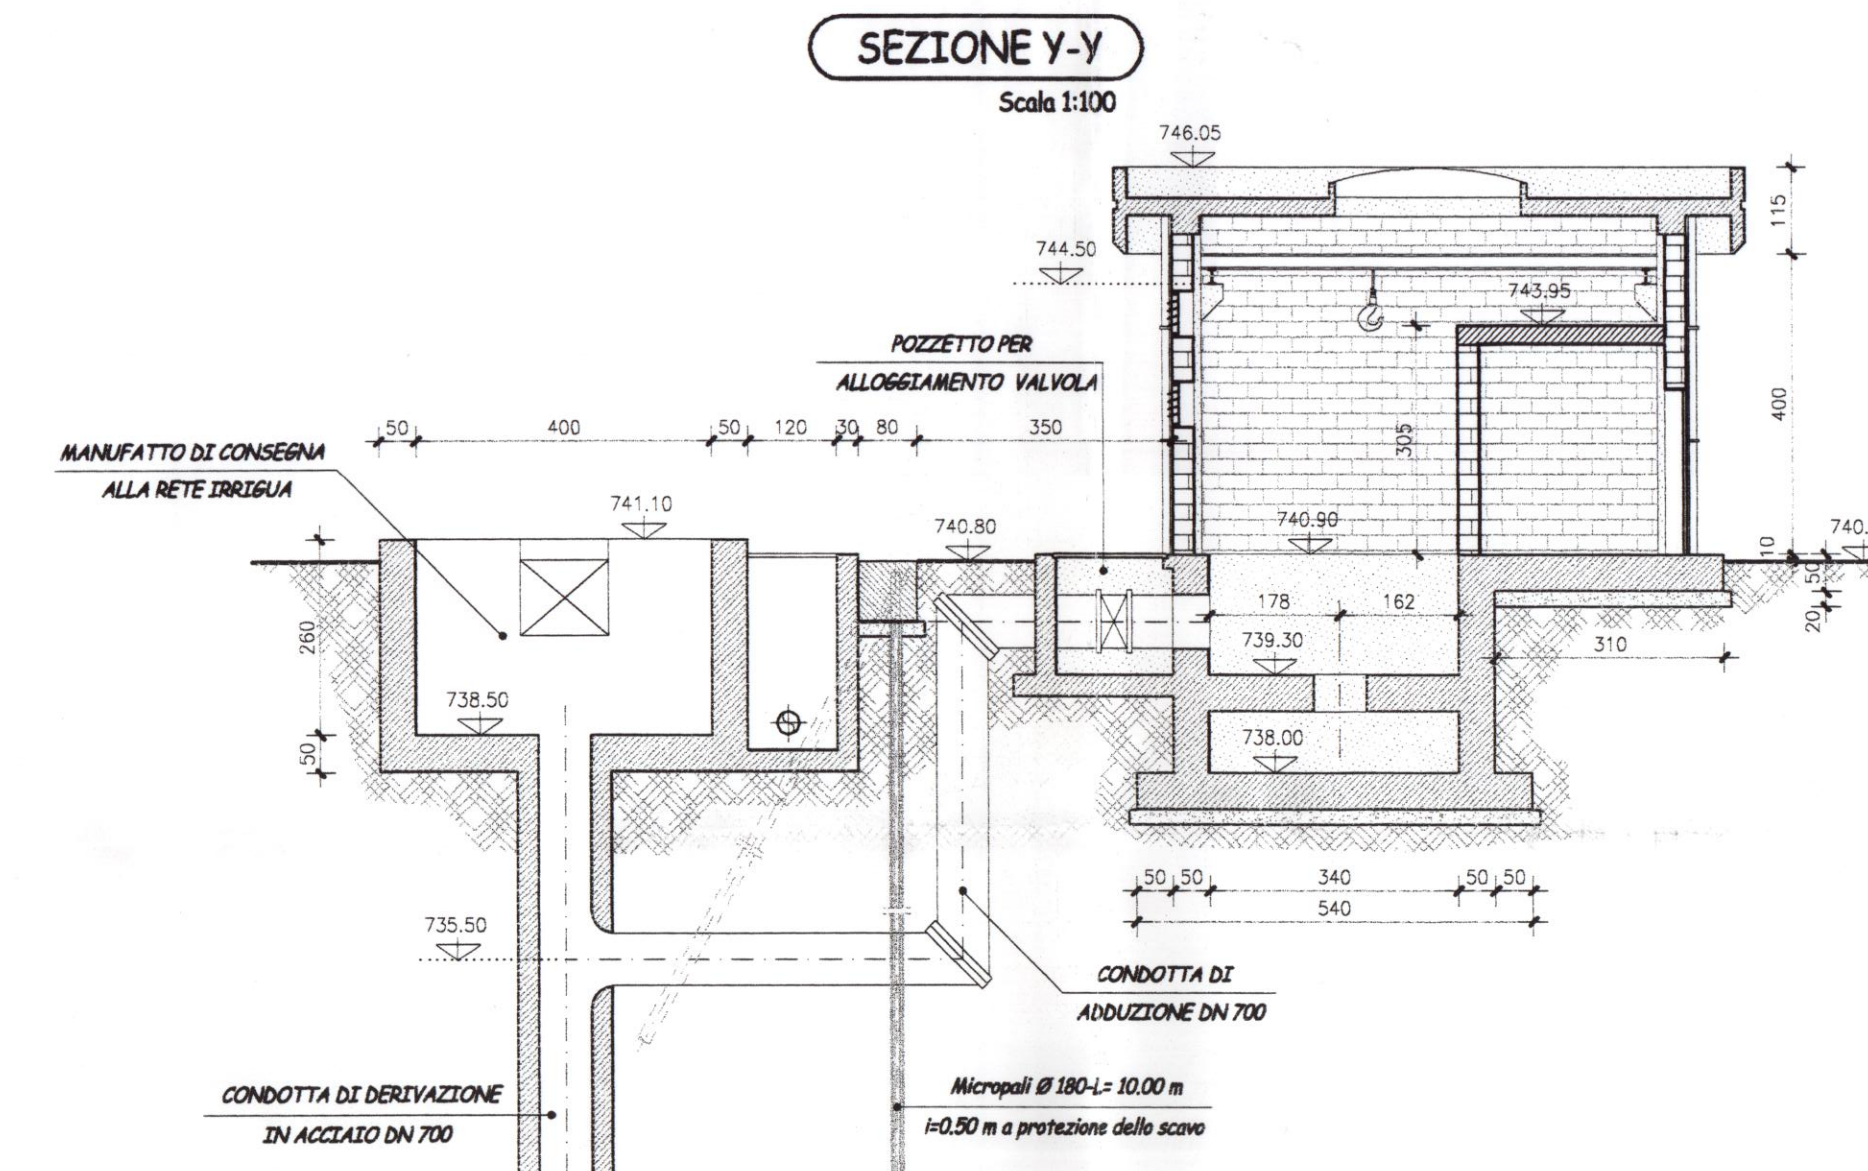 SEZIONE Y-Y
Scala 1:100
746.05
115
744.50
743.95
POZZETTO PER
ALLOGGIAMENTO VALVOLA
400
305
50 400 50 120 30 80 350
MANUFATTO DI CONSEGNA
ALLA RETE IRRIGUA
741.10
740.80
740.90
740.
10
50
20
178 162
260
739.30
310
738.50
50
738.00
50 50 340 50 50
540
735.50
CONDOTTA DI
ADDUZIONE DN 700
Micropali Ø 180-L= 10.00 m
i=0.50 m a protezione dello scavo
CONDOTTA DI DERIVAZIONE
IN ACCIAIO DN 700